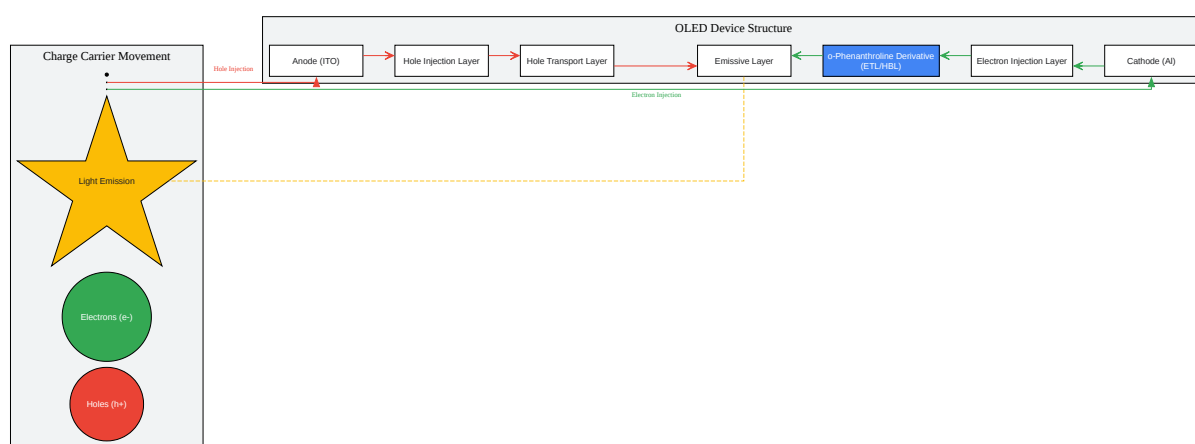 OLED Device Structure
Charge Carrier Movement
Anode (ITO)
Hole Injection Layer
Hole Transport Layer
Emissive Layer
o-Phenanthroline Derivative
(ETL/HBL)
Electron Injection Layer
Cathode (Al)
Hole Injection
Electron Injection
Light Emission
Electrons (e-)
Holes (h+)